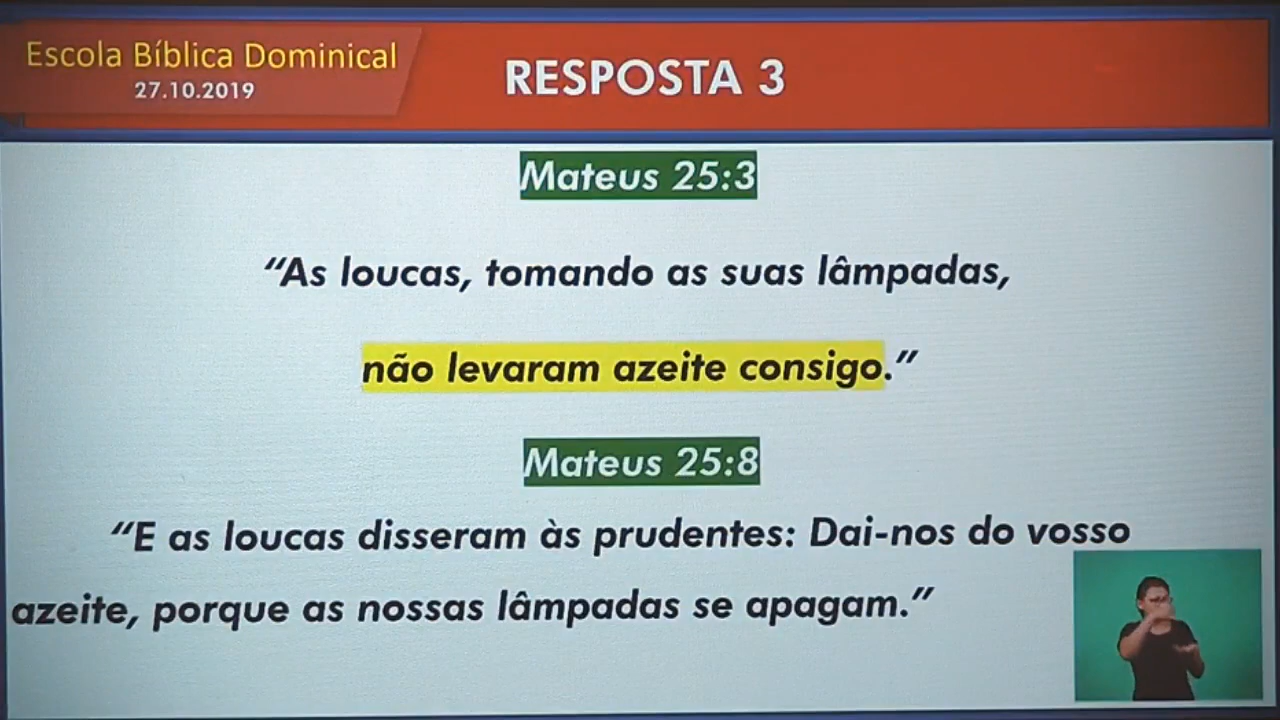 Escola Bíblica Dominical
27.10.2019
RESPOSTA 3
Mateus 25:3
“As loucas, tomando as suas lâmpadas,
não levaram azeite consigo.”
Mateus 25:8
“E as loucas disseram às prudentes: Dai-nos do vosso
azeite, porque as nossas lâmpadas se apagam.”